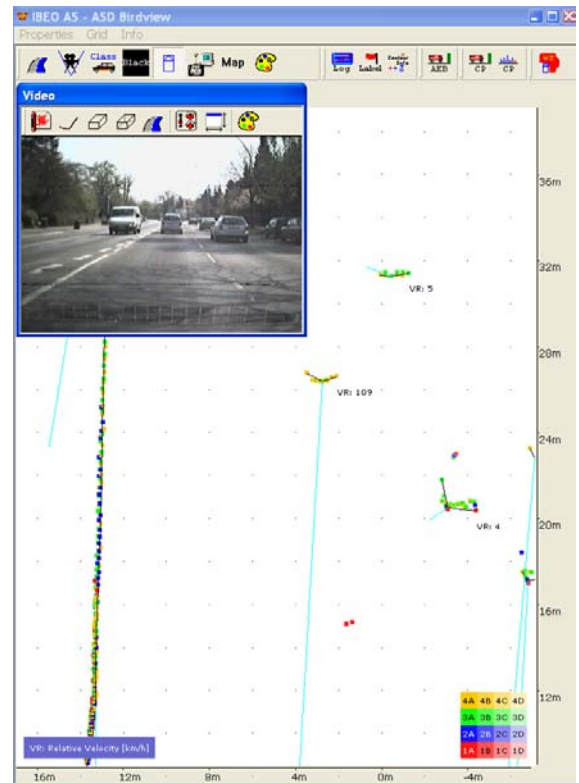 IBEO AS - ASD Birdview
Properties Grid Info
Class
Black
Map
Log
Label
AEB
CP
CP
Video
36m
32m
VR: 5
28m
VR: 109
24m
20m
VR: 4
16m
12m
4A 4B 4C 4D
3A 3B 3C 3D
2A 2B 2C 2D
1A 1B 1C 1D
VR: Relative Velocity [km/h]
16m 12m 8m 4m 0m -4m